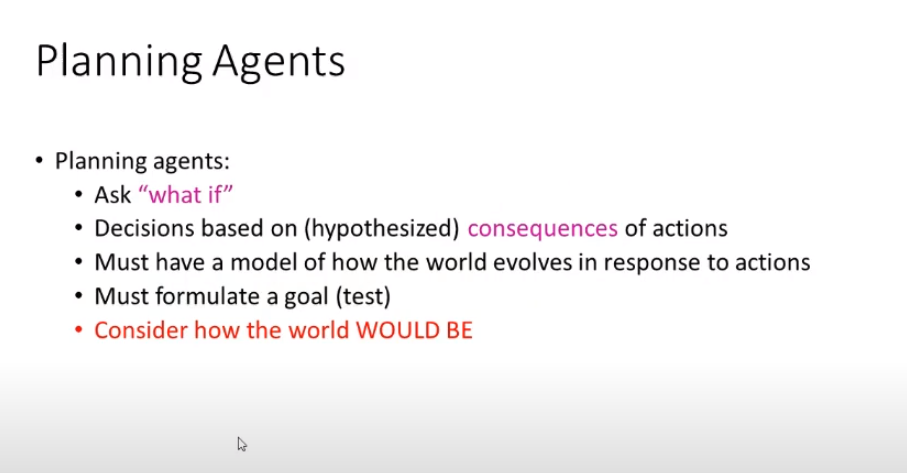 Planning Agents
• Planning agents:
• Ask “what if”
• Decisions based on (hypothesized) consequences of actions
• Must have a model of how the world evolves in response to actions
• Must formulate a goal (test)
• Consider how the world WOULD BE